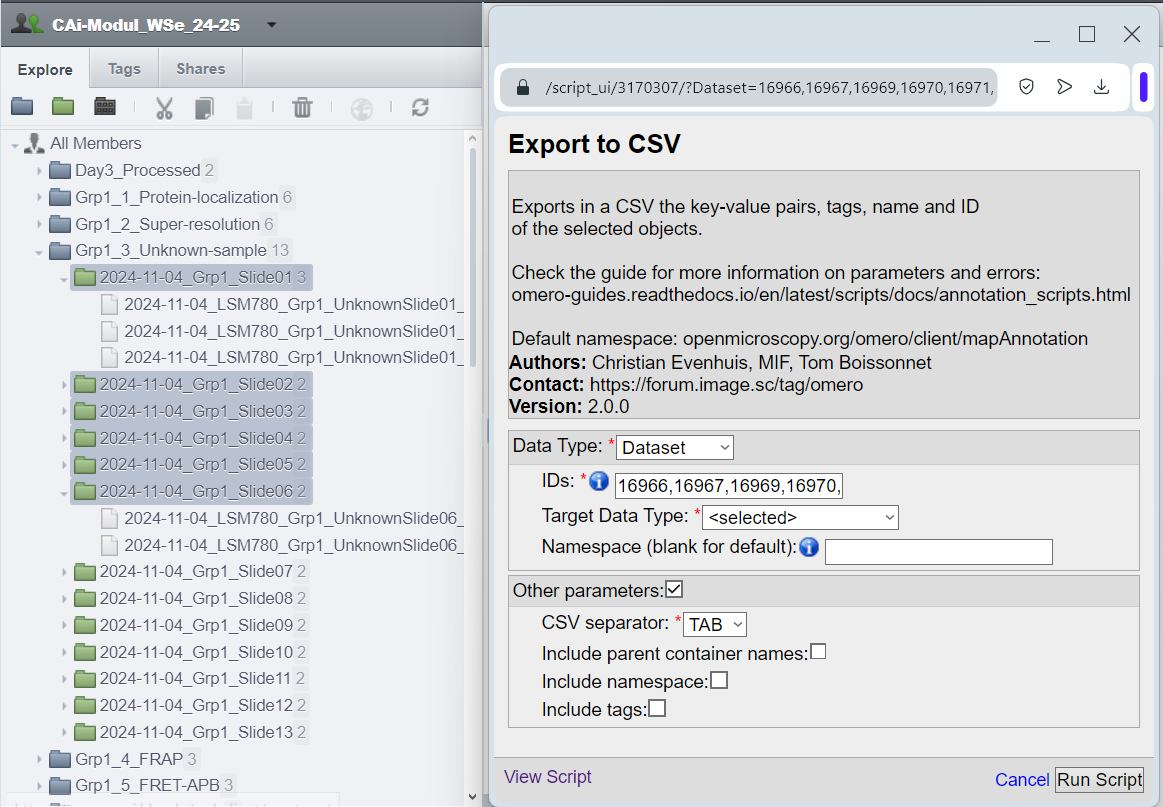 CAi-Modul_WSe_24-25
Explore
Tags
Shares
All Members
Day3_Processed 2
Grp1_1_Protein-localization 6
Grp1_2_Super-resolution 6
Grp1_3_Unknown-sample 13
2024-11-04_Grp1_Slide01 3
2024-11-04_LSM780_Grp1_UnknownSlide01_
2024-11-04_LSM780_Grp1_UnknownSlide01_
2024-11-04_LSM780_Grp1_UnknownSlide01_
2024-11-04_Grp1_Slide02 2
2024-11-04_Grp1_Slide03 2
2024-11-04_Grp1_Slide04 2
2024-11-04_Grp1_Slide05 2
2024-11-04_Grp1_Slide06 2
2024-11-04_LSM780_Grp1_UnknownSlide06_
2024-11-04_LSM780_Grp1_UnknownSlide06_
2024-11-04_Grp1_Slide07 2
2024-11-04_Grp1_Slide08 2
2024-11-04_Grp1_Slide09 2
2024-11-04_Grp1_Slide10 2
2024-11-04_Grp1_Slide11 2
2024-11-04_Grp1_Slide12 2
2024-11-04_Grp1_Slide13 2
Grp1_4_FRAP 3
Grp1_5_FRET-APB 3
/script_ui/3170307/?Dataset=16966,16967,16969,16970,16971,
Export to CSV
Exports in a CSV the key-value pairs, tags, name and ID
of the selected objects.
Check the guide for more information on parameters and errors:
omero-guides.readthedocs.io/en/latest/scripts/docs/annotation_scripts.html
Default namespace: openmicroscopy.org/omero/client/mapAnnotation
Authors: Christian Evenhuis, MIF, Tom Boissonnet
Contact: https://forum.image.sc/tag/omero
Version: 2.0.0
Data Type: * Dataset
IDs: * 16966,16967,16969,16970,
Target Data Type: * <selected>
Namespace (blank for default):
Other parameters:
CSV separator: * TAB
Include parent container names:
Include namespace:
Include tags:
View Script
Cancel
Run Script